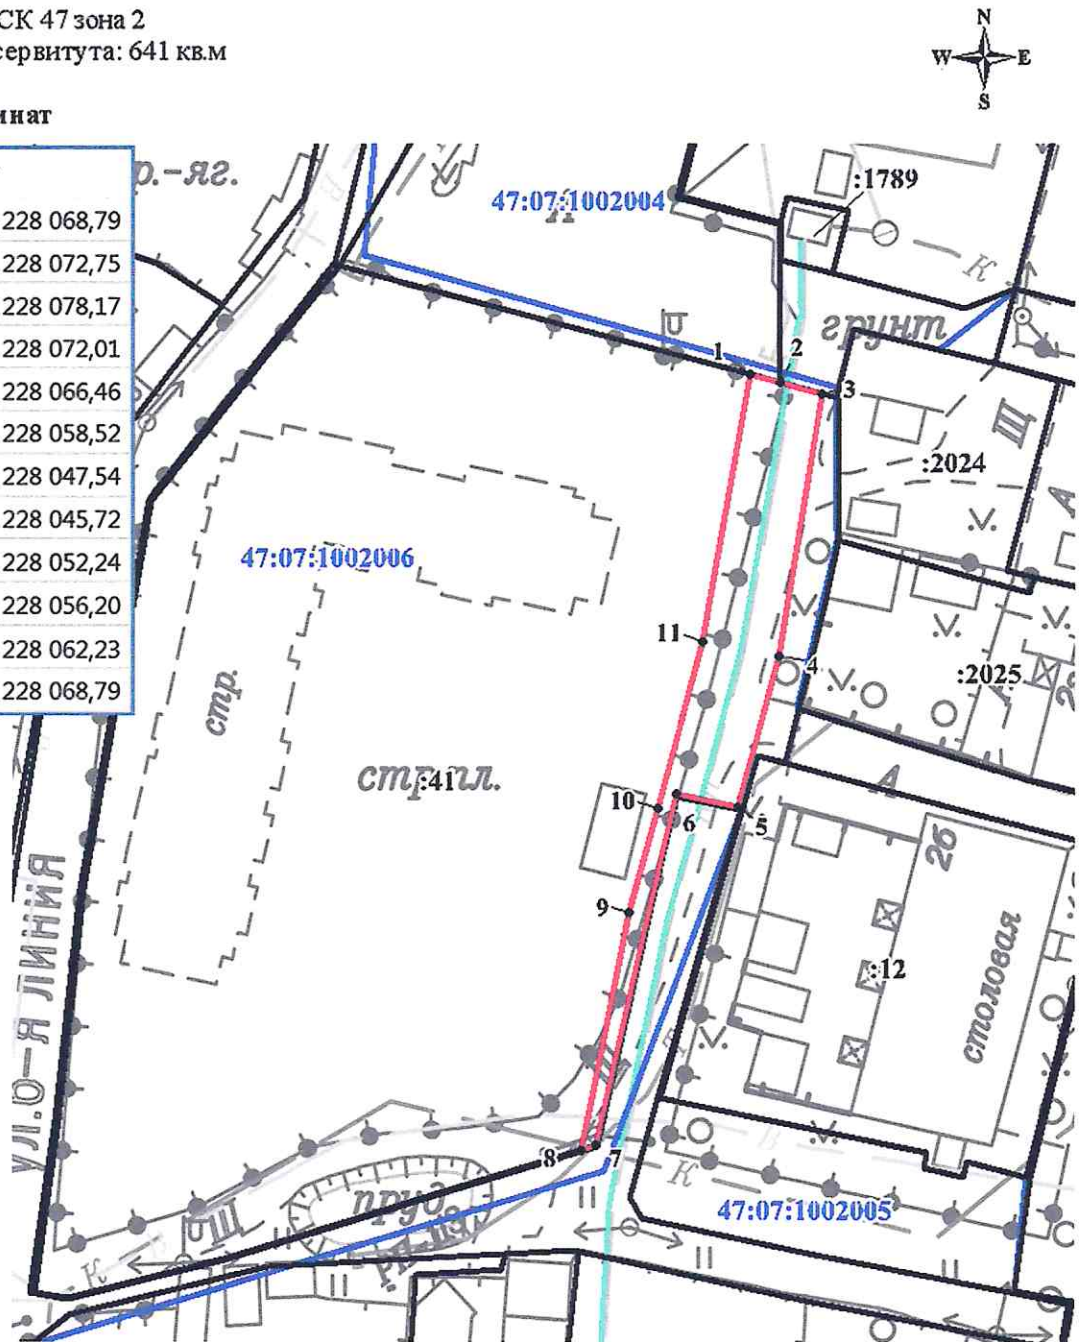 СК 47 зона 2
сервитута: 641 кв.м
N
W
E
S
инат
228 068,79
228 072,75
228 078,17
228 072,01
228 066,46
228 058,52
228 047,54
228 045,72
228 052,24
228 056,20
228 062,23
228 068,79
р.-яг.
47:07:1002004
:1789
К
грунт
1
2
3
Ш
:2024
А
47:07:1002006
11
4
:2025
стр.
стр.пл.
:41
А
10
6
5
2б
9
:12
столовая
ул.0-я ЛИНИЯ
Ш
8
7
К
пруд
Ш
47:07:1002005
К